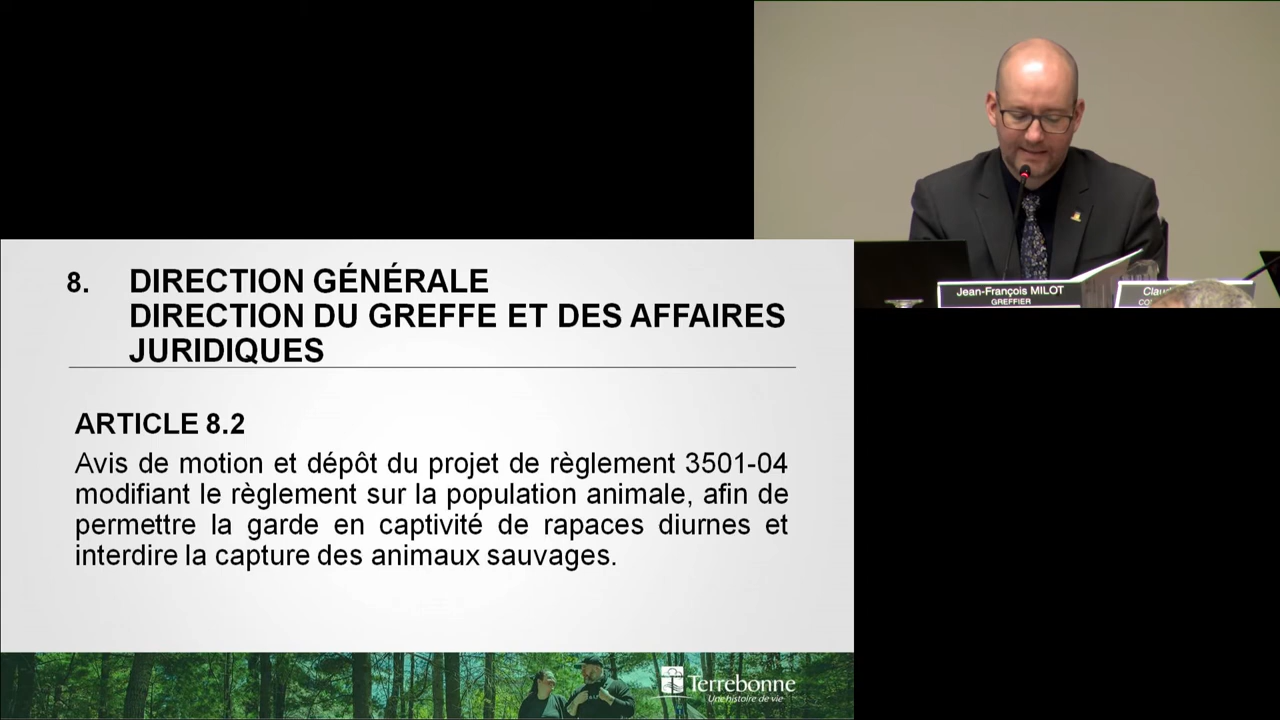 8. DIRECTION GÉNÉRALE
DIRECTION DU GREFFE ET DES AFFAIRES
JURIDIQUES
ARTICLE 8.2
Avis de motion et dépôt du projet de règlement 3501-04
modifiant le règlement sur la population animale, afin de
permettre la garde en captivité de rapaces diurnes et
interdire la capture des animaux sauvages.
Terrebonne
Une histoire de vie
Jean-François MILOT
GREFFIER